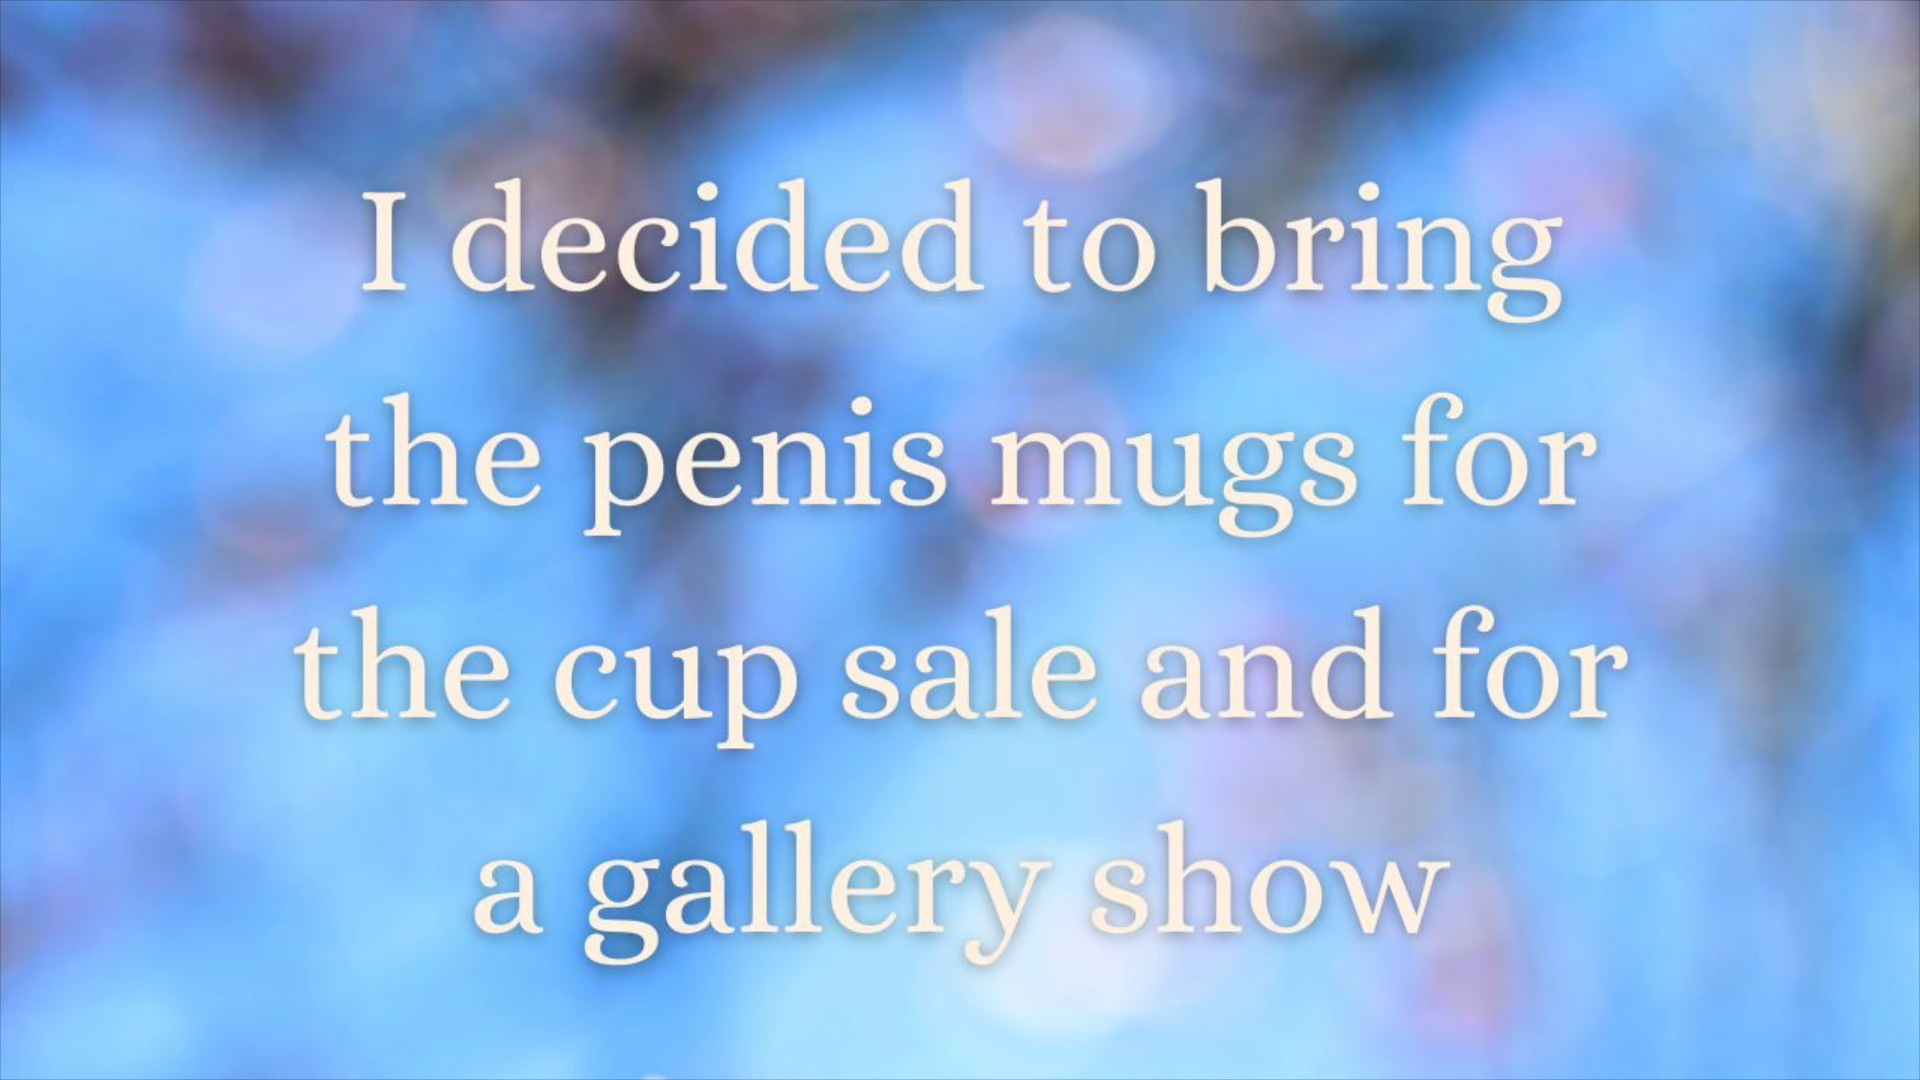 I decided to bring
the penis mugs for
the cup sale and for
a gallery show